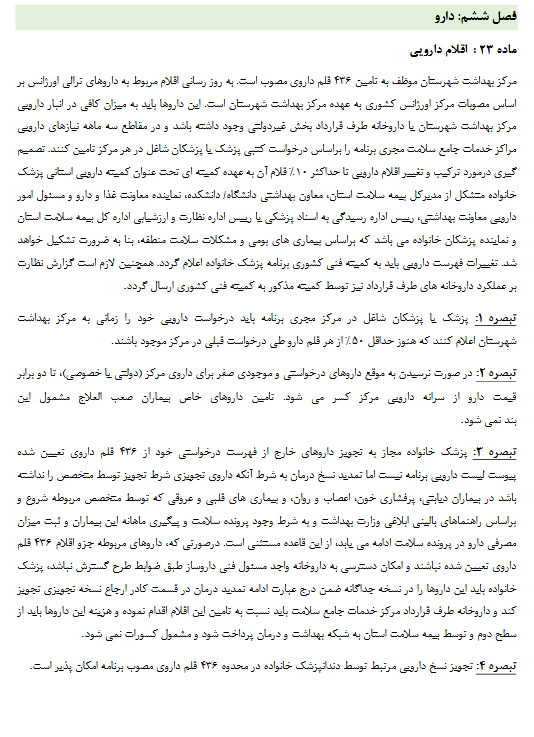 فصل ششم: دارو
ماده ۲۳ : اقلام دارویی
مرکز بهداشت شهرستان موظف به تامین ۴۳۶ قلم داروی مصوب است. به روز رسانی اقلام مربوط به داروهای ترالی اورژانس بر
اساس مصوبات مرکز اورژانس کشوری به عهده مرکز بهداشت شهرستان است. این داروها باید به میزان کافی در انبار دارویی
مرکز بهداشت شهرستان یا داروخانه طرف قرارداد بخش غیردولتی وجود داشته باشد و در مقاطع سه ماهه نیازهای دارویی
مراکز خدمات جامع سلامت مجری برنامه را براساس درخواست کتبی پزشک یا پزشکان شاغل در هر مرکز تامین کنند. تصمیم
گیری درمورد ترکیب و تغییر اقلام دارویی تا حداکثر ۱۰٪ قلام آن به عهده کمیته ای تحت عنوان کمیته دارویی استانی پزشک
خانواده متشکل از مدیرکل بیمه سلامت استان، معاون بهداشتی دانشگاه/ دانشکده، نماینده معاونت غذا و دارو و مسئول امور
دارویی معاونت بهداشتی، رییس اداره رسیدگی به اسناد پزشکی یا رییس اداره نظارت و ارزشیابی اداره کل بیمه سلامت استان
و نماینده پزشکان خانواده می باشد که براساس بیماری های بومی و مشکلات سلامت منطقه، بنا به ضرورت تشکیل خواهد
شد. تغییرات فهرست دارویی باید به کمیته فنی کشوری برنامه پزشک خانواده اعلام گردد. همچنین لازم است گزارش نظارت
بر عملکرد داروخانه های طرف قرارداد نیز توسط کمیته مذکور به کمیته فنی کشوری ارسال گردد.
تبصره ۱: پزشک یا پزشکان شاغل در مرکز مجری برنامه باید درخواست دارویی خود را زمانی به مرکز بهداشت
شهرستان اعلام کنند که هنوز حداقل ۵۰٪ از هر قلم دارو طی درخواست قبلی در مرکز موجود باشند.
تبصره ۲: در صورت نرسیدن به موقع داروهای درخواستی و موجودی صفر برای داروی مرکز (دولتی یا خصوصی)، تا دو برابر
قیمت دارو از سرانه دارویی مرکز کسر می شود. تامین داروهای خاص بیماران صعب العلاج مشمول این
بند نمی شود.
تبصره ۳: پزشک خانواده مجاز به تجویز داروهای خارج از فهرست درخواستی خود از ۴۳۶ قلم داروی تعیین شده
پیوست لیست دارویی برنامه نیست اما تمدید نسخ درمان به شرط آنکه داروی تجویزی شرط تجویز توسط متخصص را نداشته
باشد در بیماران دیابتی، پرفشاری خون، اعصاب و روان، و بیماری های قلبی و عروقی که توسط متخصص مربوطه شروع و
براساس راهنماهای بالینی ابلاغی وزارت بهداشت و به شرط وجود پرونده سلامت و پیگیری ماهانه این بیماران و ثبت میزان
مصرفی دارو در پرونده سلامت ادامه می یابد، از این قاعده مستثنی است. درصورتی که، داروهای مربوطه جزو اقلام ۴۳۶ قلم
داروی تعیین شده نباشند و امکان دسترسی به داروخانه واجد مسئول فنی داروساز طبق ضوابط طرح گسترش نباشد، پزشک
خانواده باید این داروها را در نسخه جداگانه ضمن درج عبارت ادامه تمدید درمان در قسمت کادر ارجاع نسخه تجویزی تجویز
کند و داروخانه طرف قرارداد مرکز خدمات جامع سلامت باید نسبت به تامین این اقلام اقدام نموده و هزینه این داروها باید از
سطح دوم و توسط بیمه سلامت استان به شبکه بهداشت و درمان پرداخت شود و مشمول کسورات نمی شود.
تبصره ۴: تجویز نسخ دارویی مرتبط توسط دندانپزشک خانواده در محدوده ۴۳۶ قلم داروی مصوب برنامه امکان پذیر است.